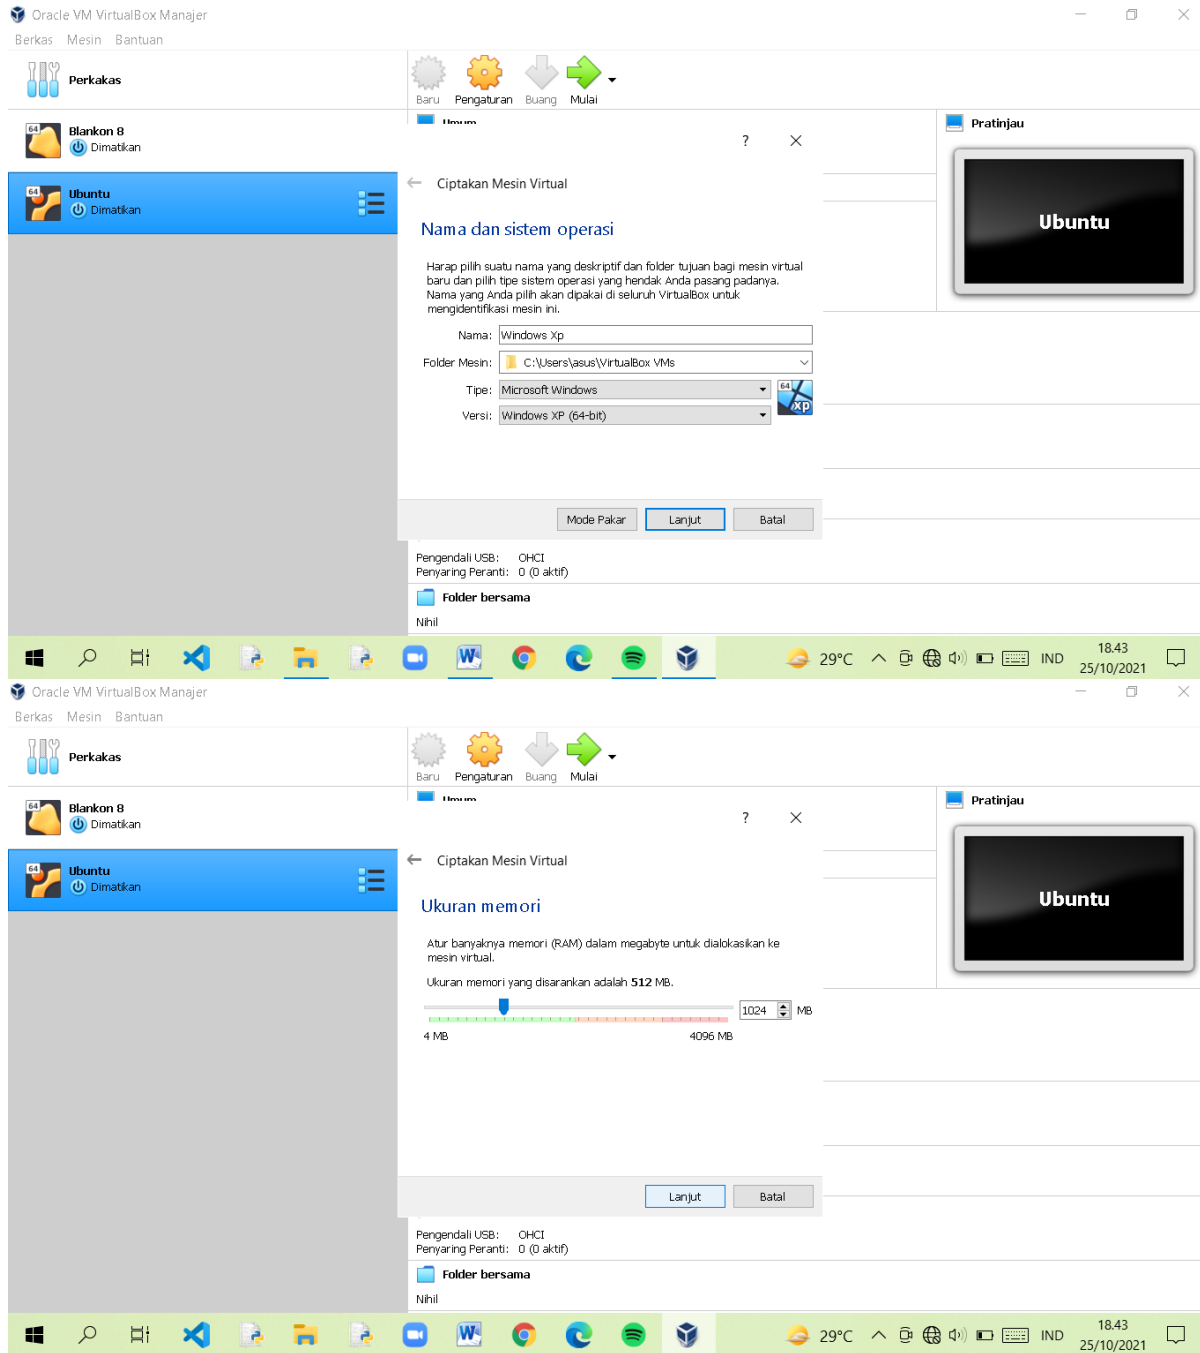 Oracle VM VirtualBox Manajer
Berkas Mesin Bantuan
Perkakas
Baru Pengaturan Buang Mulai
64 Blankon 8
Dimatikan
64 Ubuntu
Dimatikan
Umum
Pratinjau
Ubuntu
?
Ciptakan Mesin Virtual
Nama dan sistem operasi
Harap pilih suatu nama yang deskriptif dan folder tujuan bagi mesin virtual
baru dan pilih tipe sistem operasi yang hendak Anda pasang padanya.
Nama yang Anda pilih akan dipakai di seluruh VirtualBox untuk
mengidentifikasi mesin ini.
Nama: Windows Xp
Folder Mesin: C:\Users\asus\VirtualBox VMs
Tipe: Microsoft Windows
Versi: Windows XP (64-bit)
64 XP
Mode Pakar Lanjut Batal
Pengendali USB: OHCI
Penyaring Peranti: 0 (0 aktif)
Folder bersama
Nihil
29°C IND 18.43
25/10/2021
Oracle VM VirtualBox Manajer
Berkas Mesin Bantuan
Perkakas
Baru Pengaturan Buang Mulai
64 Blankon 8
Dimatikan
64 Ubuntu
Dimatikan
Umum
Pratinjau
Ubuntu
?
Ciptakan Mesin Virtual
Ukuran memori
Atur banyaknya memori (RAM) dalam megabyte untuk dialokasikan ke
mesin virtual.
Ukuran memori yang disarankan adalah 512 MB.
1024 MB
4 MB 4096 MB
Lanjut Batal
Pengendali USB: OHCI
Penyaring Peranti: 0 (0 aktif)
Folder bersama
Nihil
29°C IND 18.43
25/10/2021